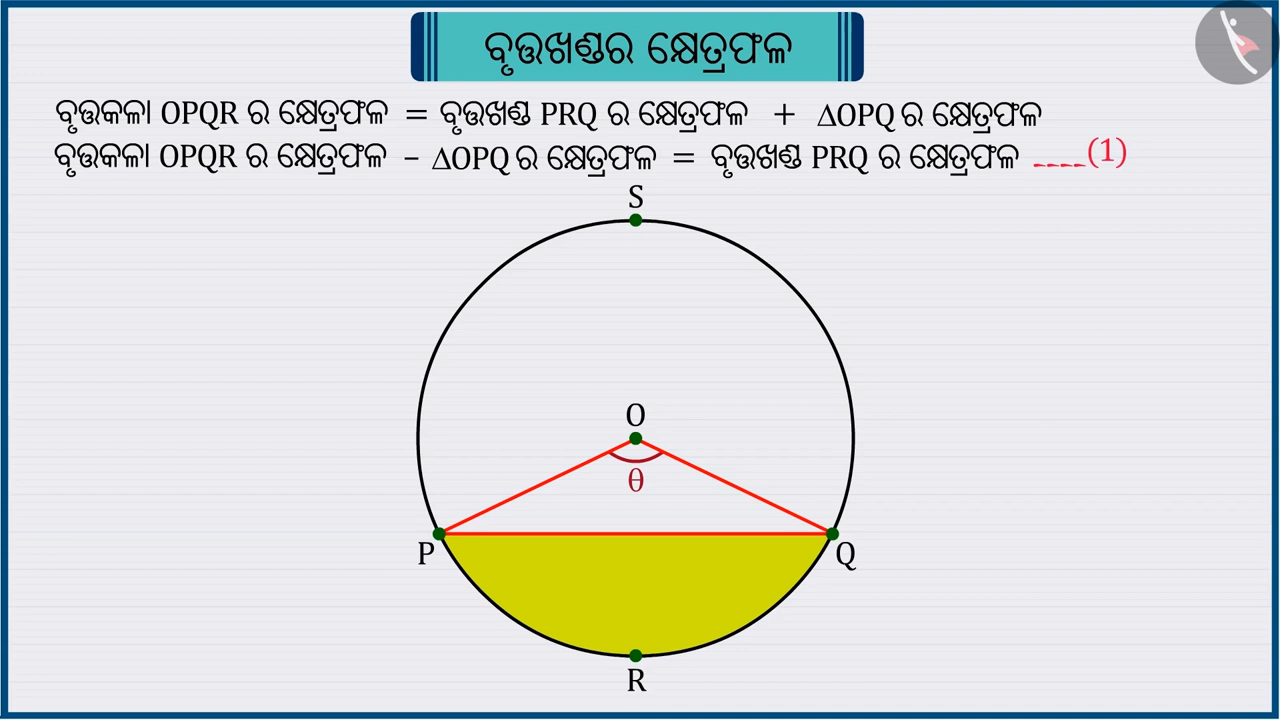 ବୃତ୍ତଖଣ୍ଡର କ୍ଷେତ୍ରଫଳ
ବୃତ୍ତକଳା OPQR ର କ୍ଷେତ୍ରଫଳ = ବୃତ୍ତଖଣ୍ଡ PRQ ର କ୍ଷେତ୍ରଫଳ + ΔOPQ ର କ୍ଷେତ୍ରଫଳ
ବୃତ୍ତକଳା OPQR ର କ୍ଷେତ୍ରଫଳ – ΔOPQ ର କ୍ଷେତ୍ରଫଳ = ବୃତ୍ତଖଣ୍ଡ PRQ ର କ୍ଷେତ୍ରଫଳ ----(1)
S
O
θ
P
Q
R